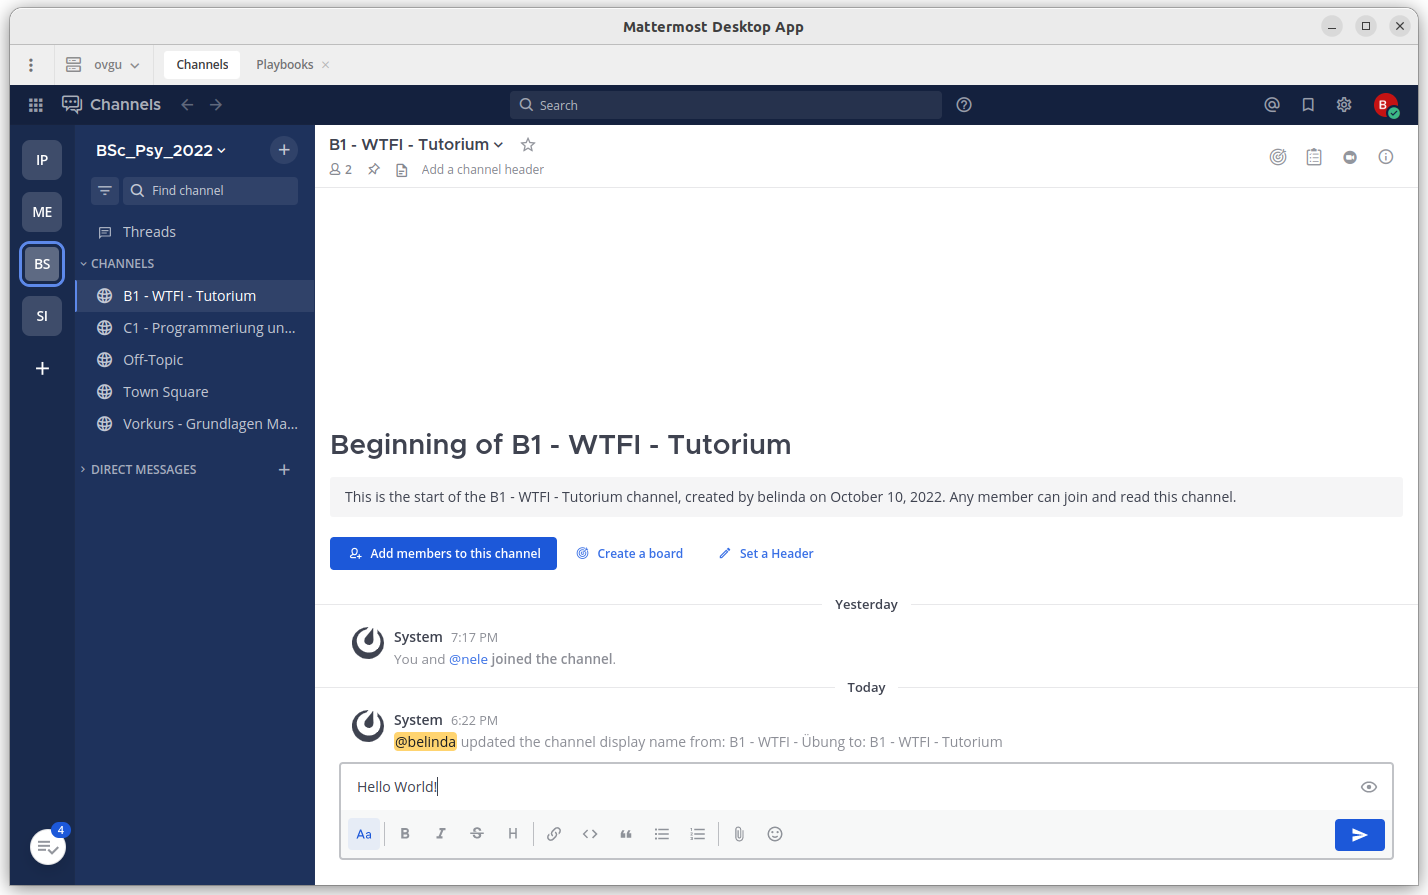 Mattermost Desktop App
ovgu
Channels
Playbooks
Channels
Search
B
IP
ME
BS
SI
4
BSc_Psy_2022
Find channel
Threads
CHANNELS
B1 - WTFI - Tutorium
C1 - Programmeriung un...
Off-Topic
Town Square
Vorkurs - Grundlagen Ma...
DIRECT MESSAGES
B1 - WTFI - Tutorium
2
Add a channel header
Beginning of B1 - WTFI - Tutorium
This is the start of the B1 - WTFI - Tutorium channel, created by belinda on October 10, 2022. Any member can join and read this channel.
Add members to this channel
Create a board
Set a Header
Yesterday
System 7:17 PM
You and @nele joined the channel.
Today
System 6:22 PM
@belinda updated the channel display name from: B1 - WTFI - Übung to: B1 - WTFI - Tutorium
Hello World!
Aa B I S H